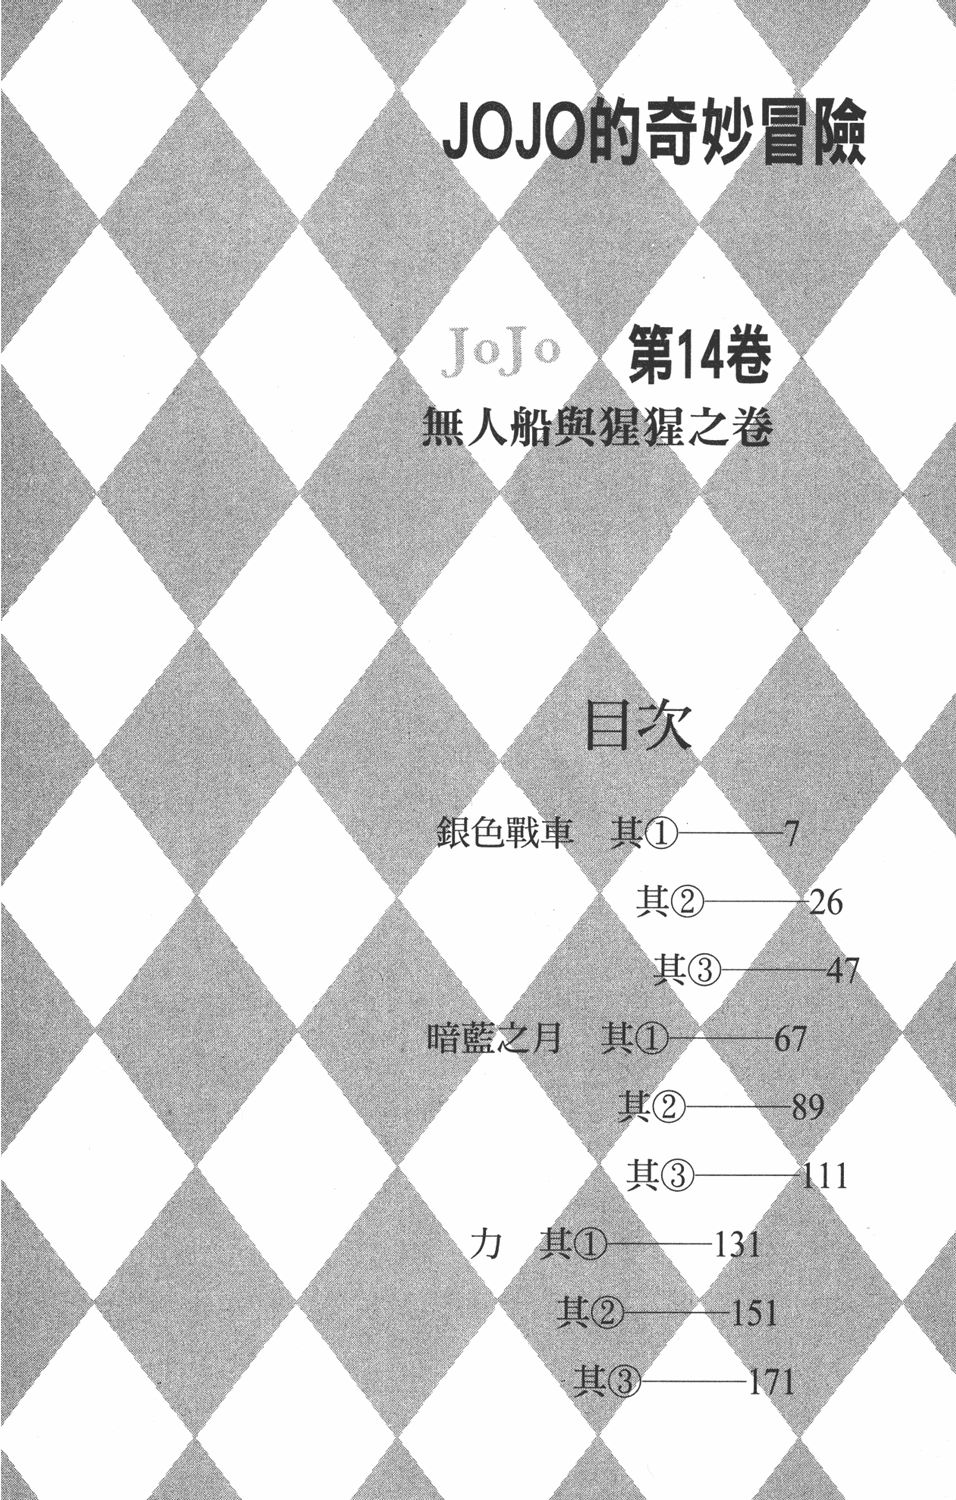 JOJO的奇妙冒險
JoJo 第14卷
無人船與猩猩之卷
目次
銀色戰車 其①———7
其②———26
其③———47
暗藍之月 其①———67
其②———89
其③———111
力 其①———131
其②———151
其③———171